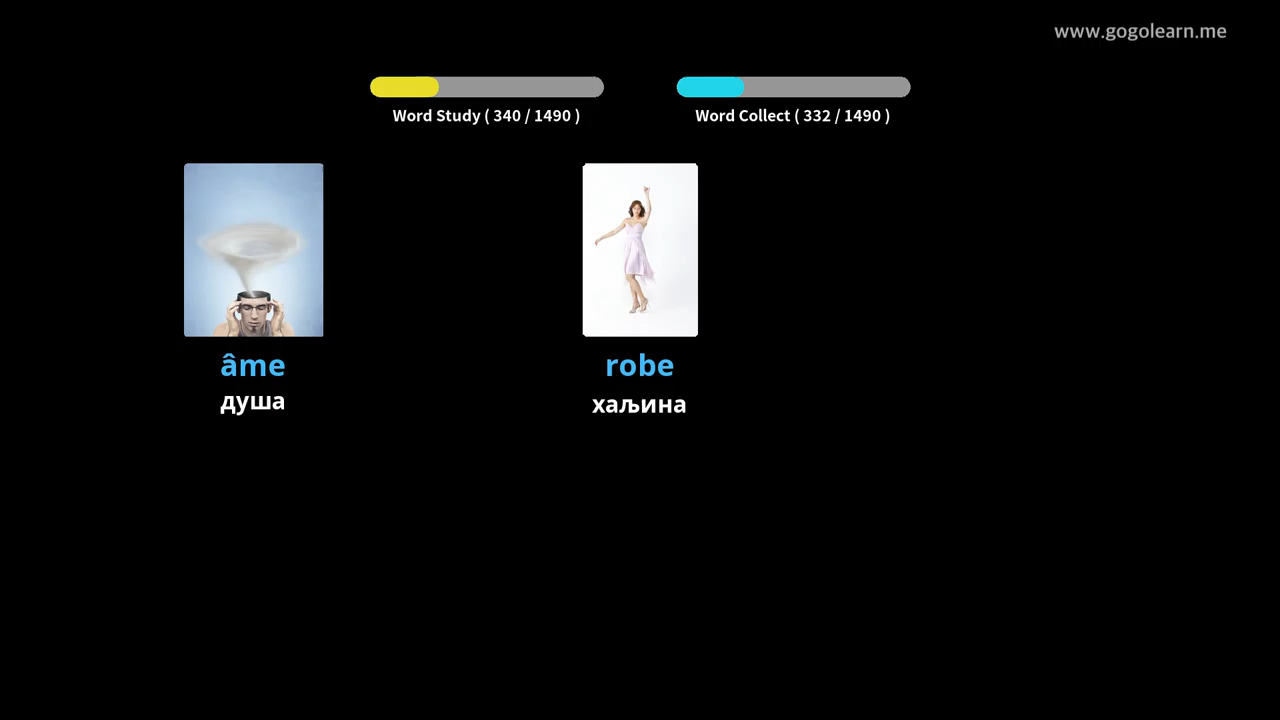 www.gogolearn.me
Word Study ( 340 / 1490 )
Word Collect ( 332 / 1490 )
âme
душа
robe
хаљина